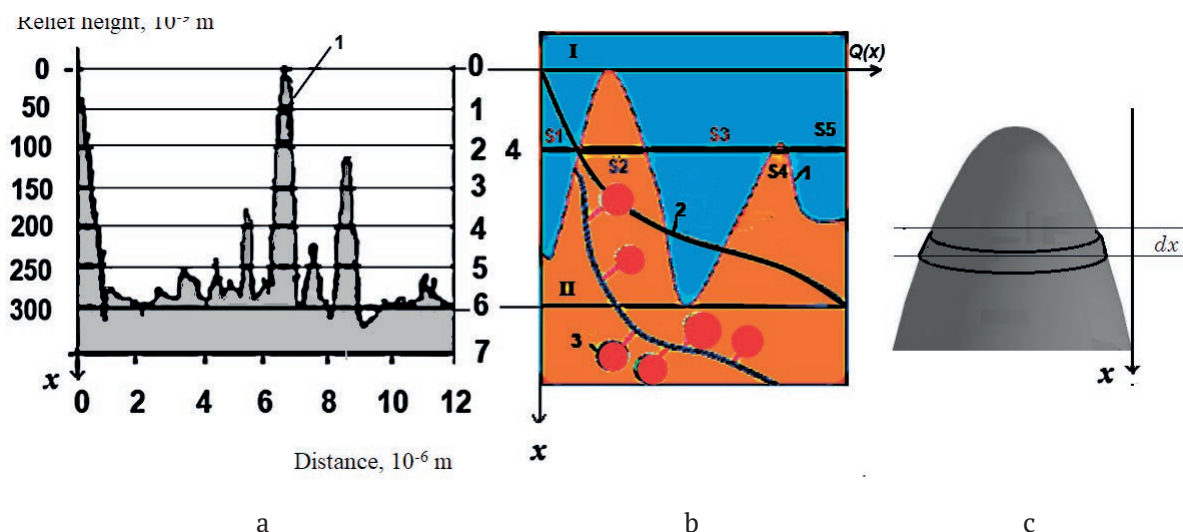 Relief height, 10⁻⁹ m
1
0
50
100
150
200
250
300
x
0 2 4 6 8 10 12
Distance, 10⁻⁶ m
a
0
1
2
3
4
5
6
7
I
Q(x)
4
S1
S2
S3
S4
S5
1
2
II
3
x
b
dx
x
c